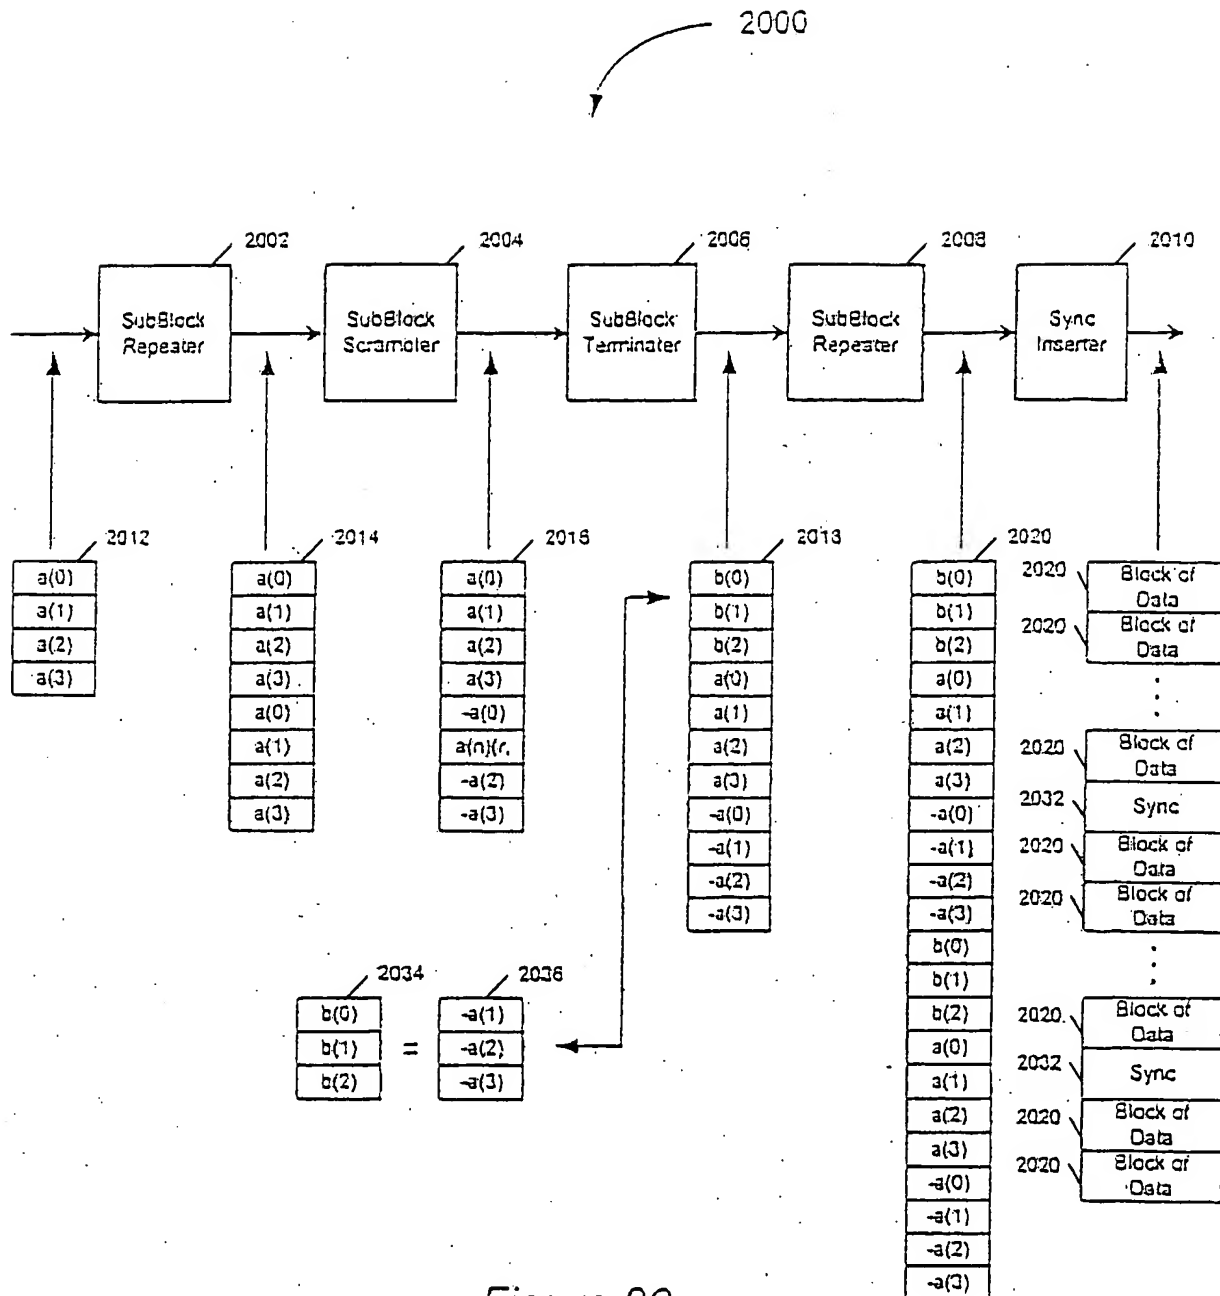 2000
2002
2004
2006
2008
2010
SubBlock
Repeater
SubBlock
Scrambler
SubBlock
Terminater
SubBlock
Repeater
Sync
Inserter
2012
a(0)
a(1)
a(2)
a(3)
2014
a(0)
a(1)
a(2)
a(3)
a(0)
a(1)
a(2)
a(3)
2016
a(0)
a(1)
a(2)
a(3)
-a(0)
a(n)(r,
-a(2)
-a(3)
2018
b(0)
b(1)
b(2)
a(0)
a(1)
a(2)
a(3)
-a(0)
-a(1)
-a(2)
-a(3)
2020
b(0)
b(1)
b(2)
a(0)
a(1)
a(2)
a(3)
-a(0)
-a(1)
-a(2)
-a(3)
b(0)
b(1)
b(2)
a(0)
a(1)
a(2)
a(3)
-a(0)
-a(1)
-a(2)
-a(3)
2020
Block of
Data
2020
Block of
Data
2020
Block of
Data
2032
Sync
2020
Block of
Data
2020
Block of
Data
2020
Block of
Data
2032
Sync
2020
Block of
Data
2020
Block of
Data
2034
b(0)
b(1)
b(2)
=
2036
-a(1)
-a(2)
-a(3)
Figure 20